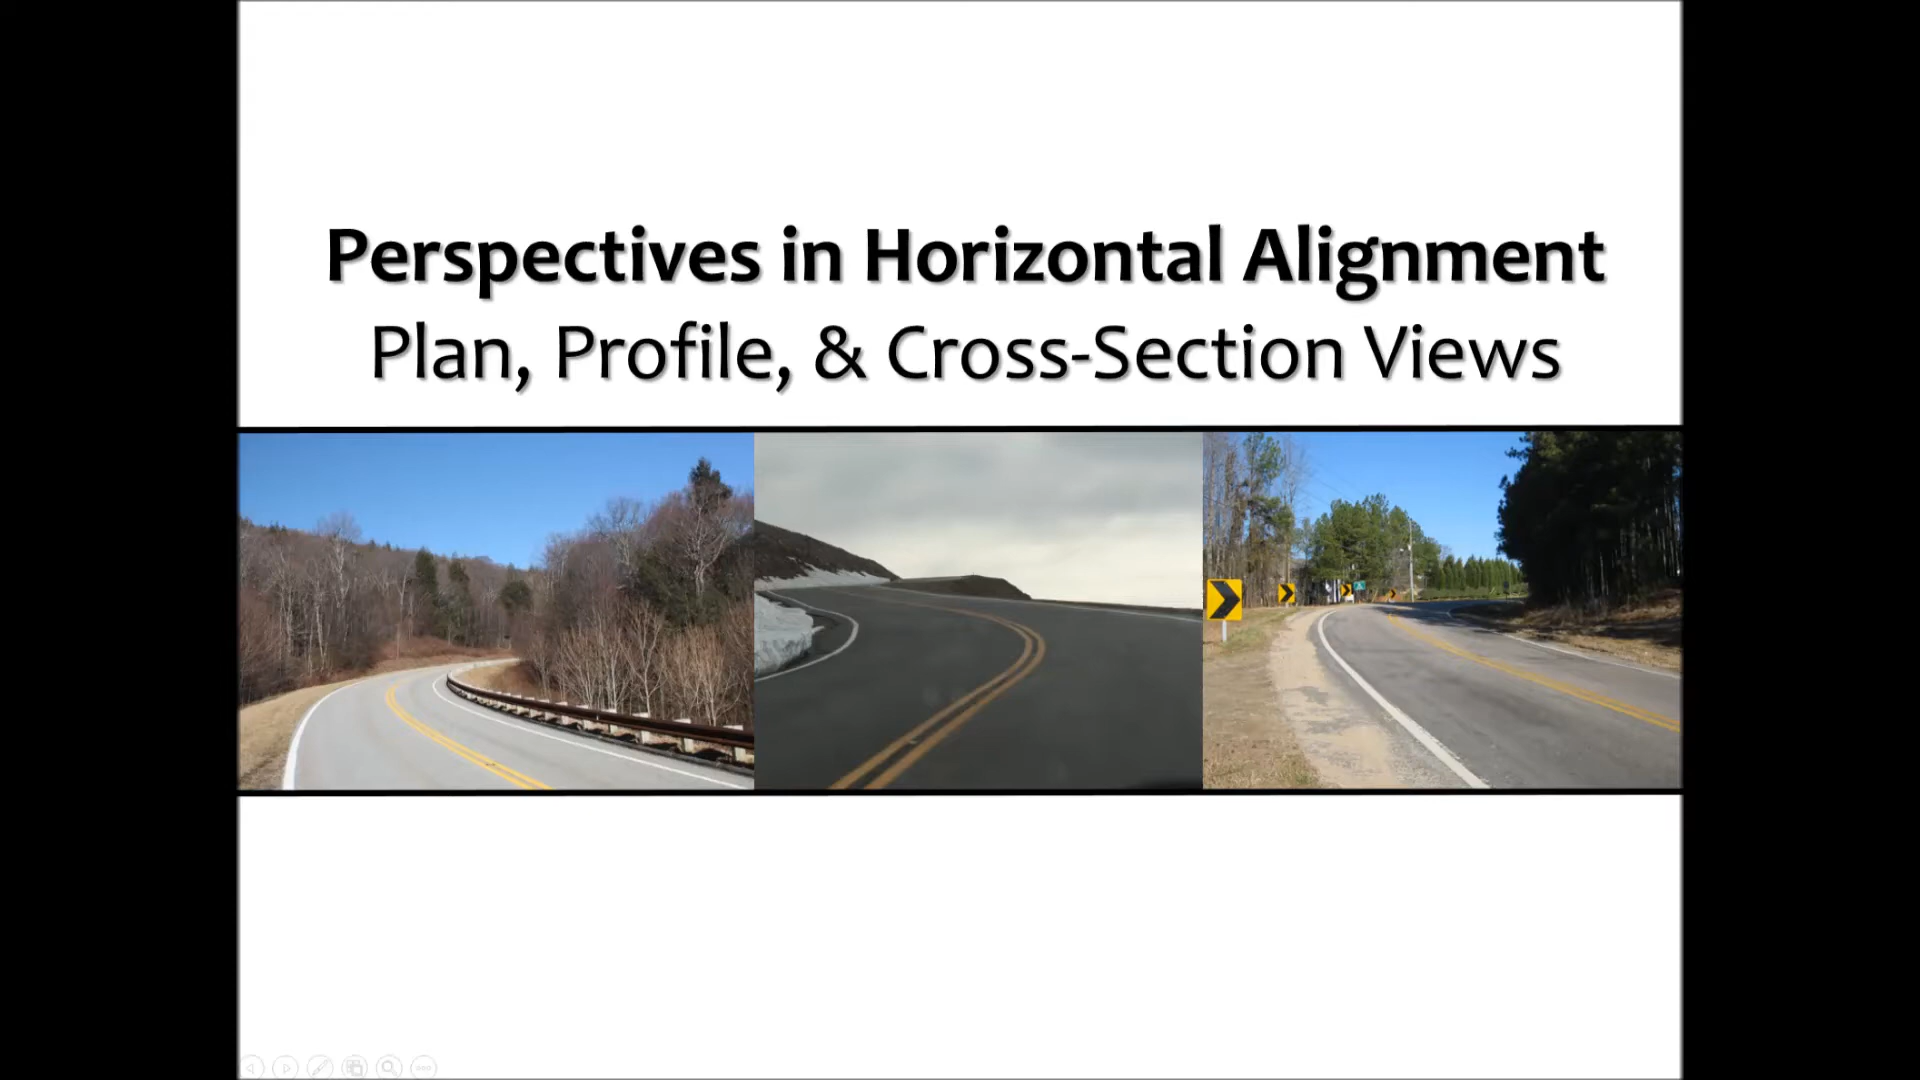 Perspectives in Horizontal Alignment
Plan, Profile, & Cross-Section Views